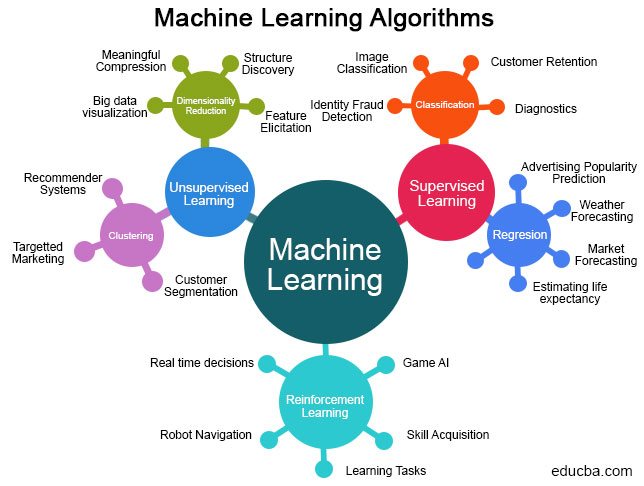 Machine Learning Algorithms
Meaningful
Compression
Structure
Discovery
Big data
visualization
Dimensionality
Reduction
Feature
Elicitation
Image
Classification
Customer Retention
Identity Fraud
Detection
Classification
Diagnostics
Recommender
Systems
Unsupervised
Learning
Clustering
Targetted
Marketing
Customer
Segmentation
Machine
Learning
Supervised
Learning
Advertising Popularity
Prediction
Weather
Forecasting
Regresion
Market
Forecasting
Estimating life
expectancy
Real time decisions
Game AI
Reinforcement
Learning
Robot Navigation
Skill Acquisition
Learning Tasks
educba.com